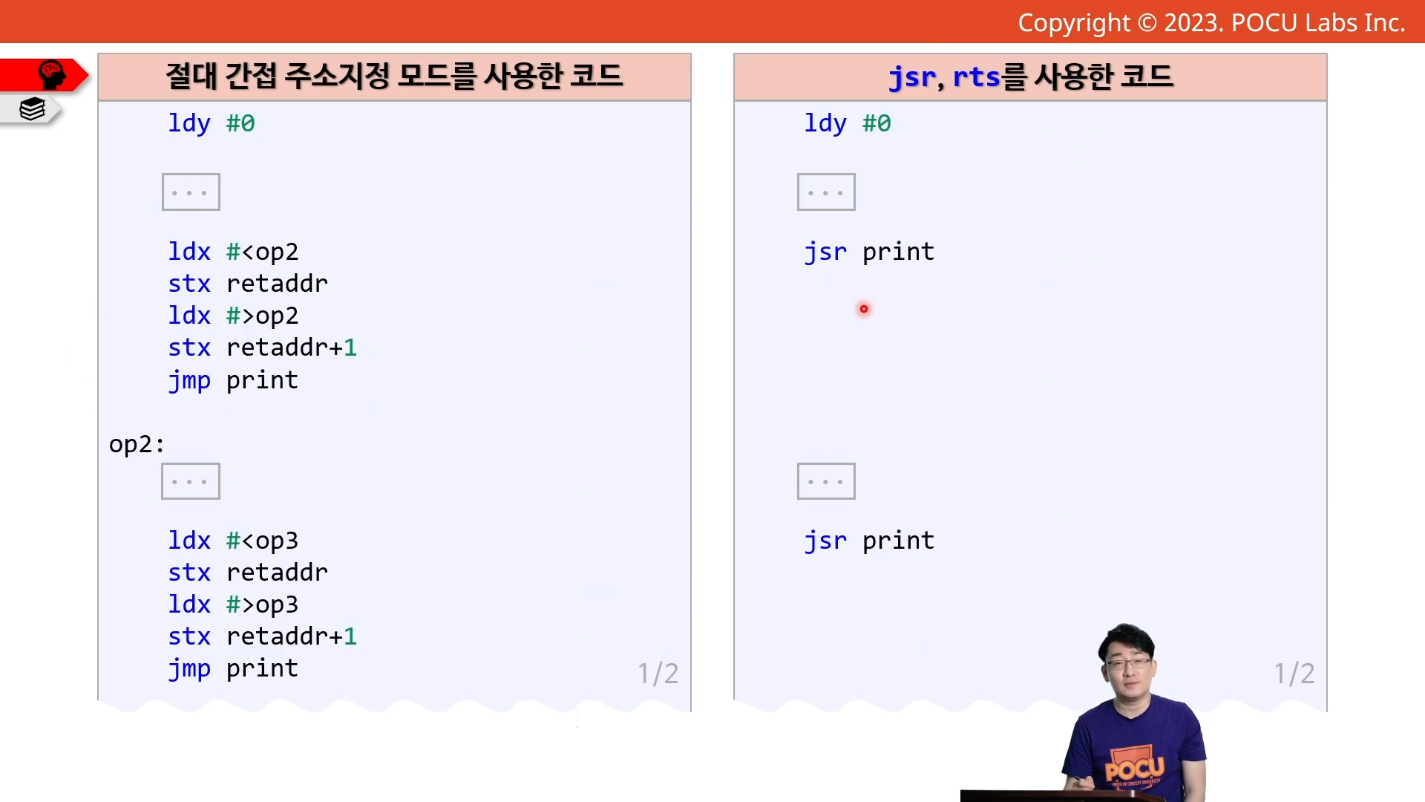 Copyright © 2023. POCU Labs Inc.
절대 간접 주소지정 모드를 사용한 코드
ldy #0
...
ldx #<op2
stx retaddr
ldx #>op2
stx retaddr+1
jmp print
op2:
...
ldx #<op3
stx retaddr
ldx #>op3
stx retaddr+1
jmp print
1/2
jsr, rts를 사용한 코드
ldy #0
...
jsr print
...
jsr print
1/2
POCU